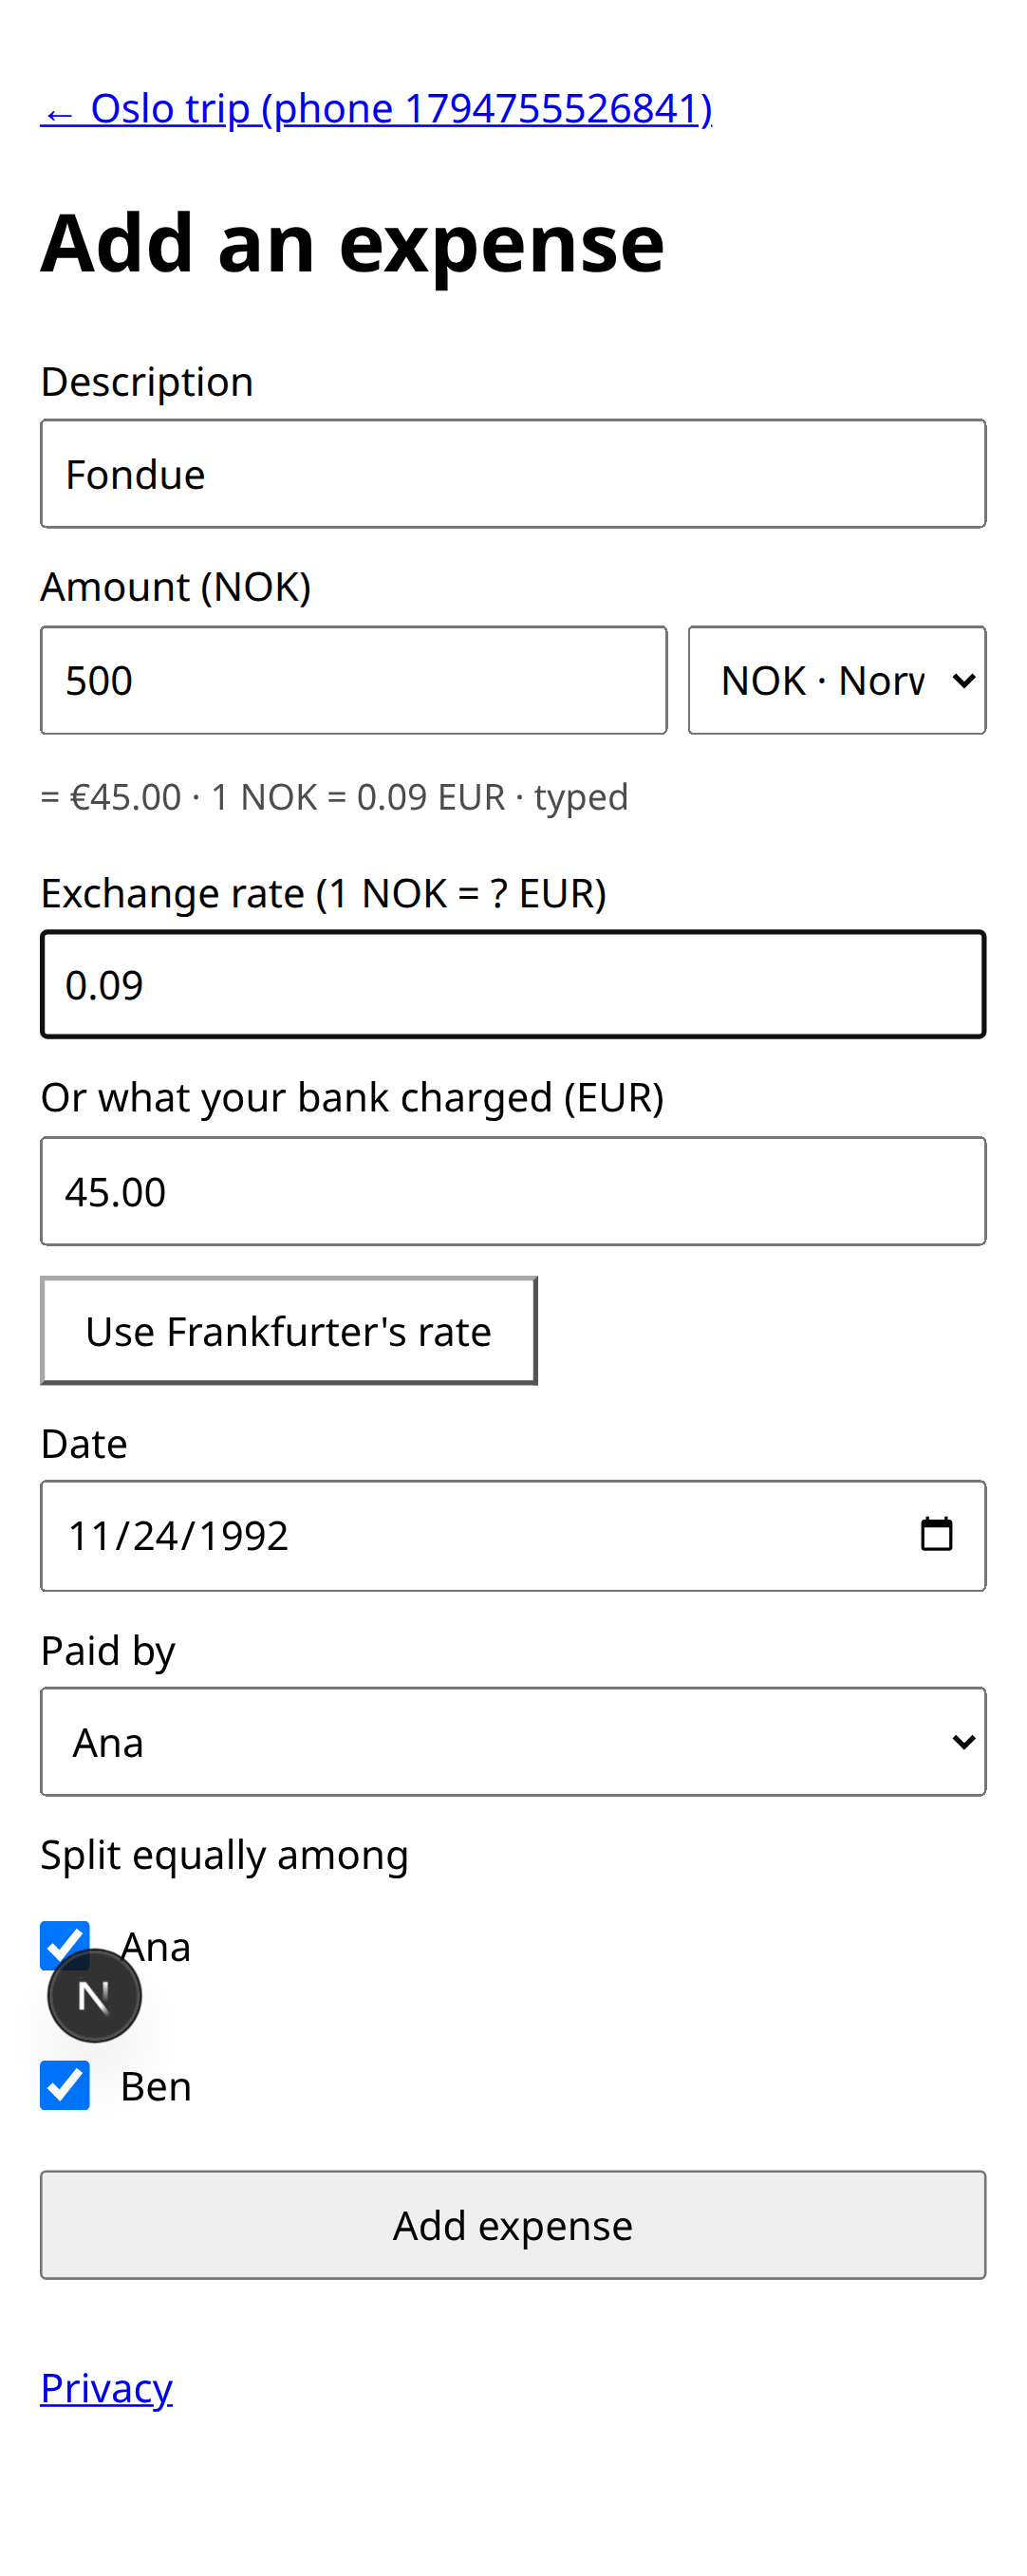 ← Oslo trip (phone 1794755526841)
Add an expense
Description
Fondue
Amount (NOK)
500
NOK · Norv
= €45.00 · 1 NOK = 0.09 EUR · typed
Exchange rate (1 NOK = ? EUR)
0.09
Or what your bank charged (EUR)
45.00
Use Frankfurter's rate
Date
11/24/1992
Paid by
Ana
Split equally among
Ana
N
Ben
Add expense
Privacy